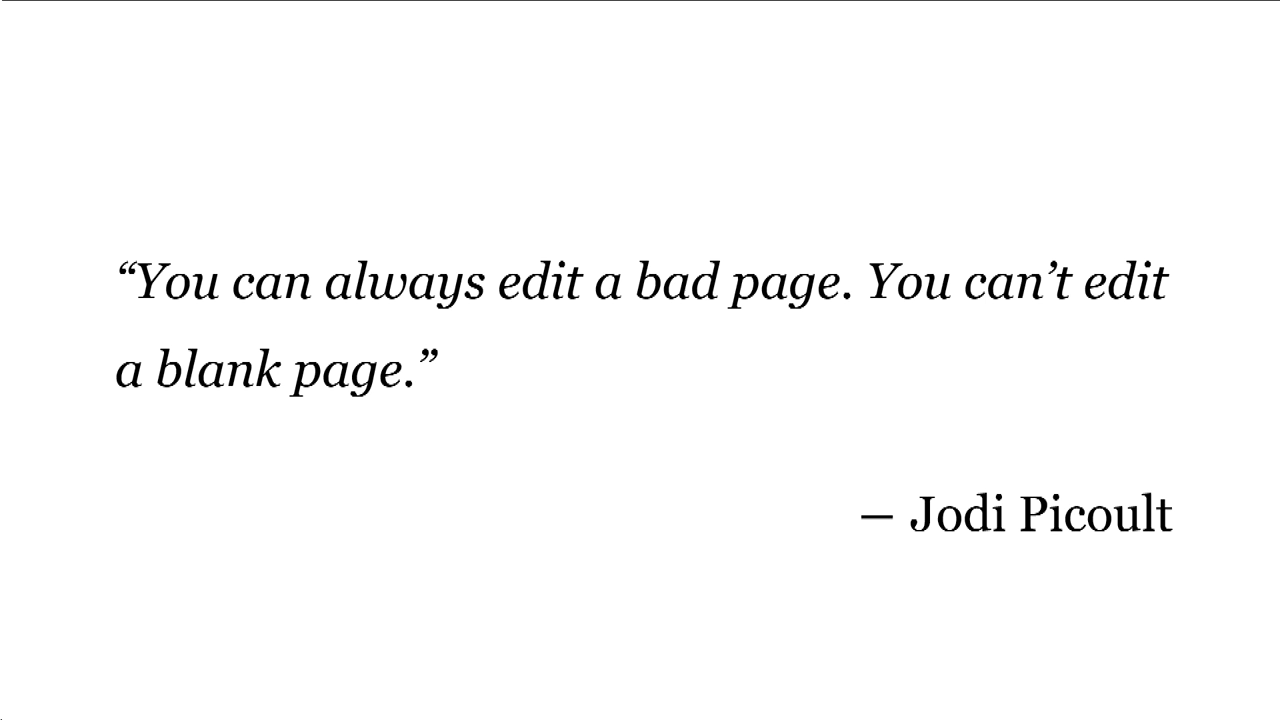 “You can always edit a bad page. You can’t edit
a blank page.”
— Jodi Picoult